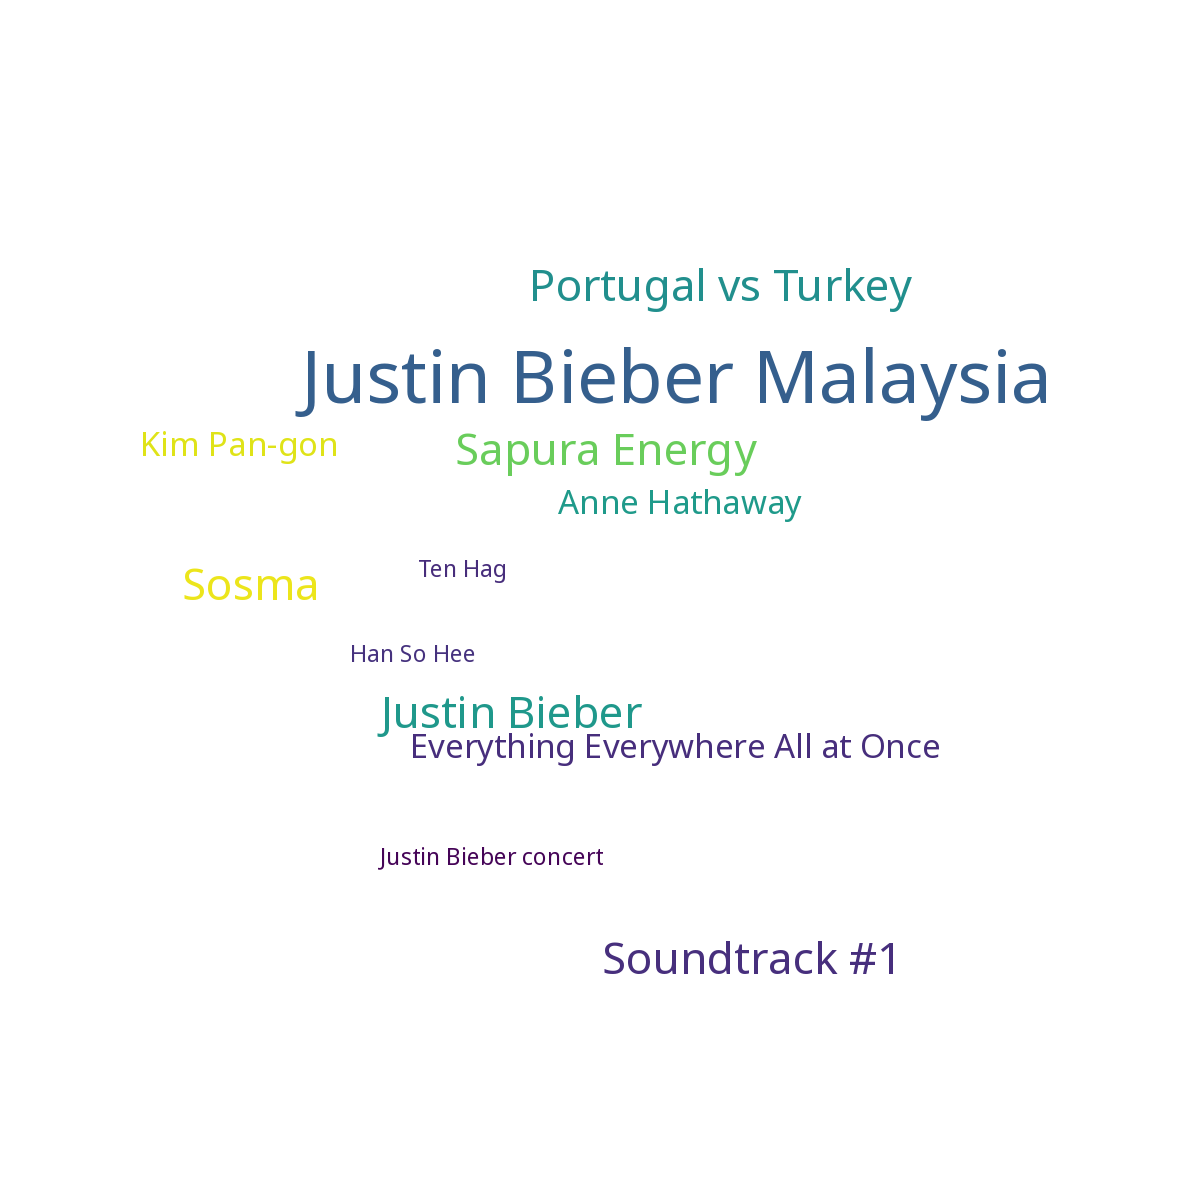 Portugal vs Turkey
Justin Bieber Malaysia
Kim Pan-gon
Sapura Energy
Anne Hathaway
Ten Hag
Sosma
Han So Hee
Justin Bieber
Everything Everywhere All at Once
Justin Bieber concert
Soundtrack #1